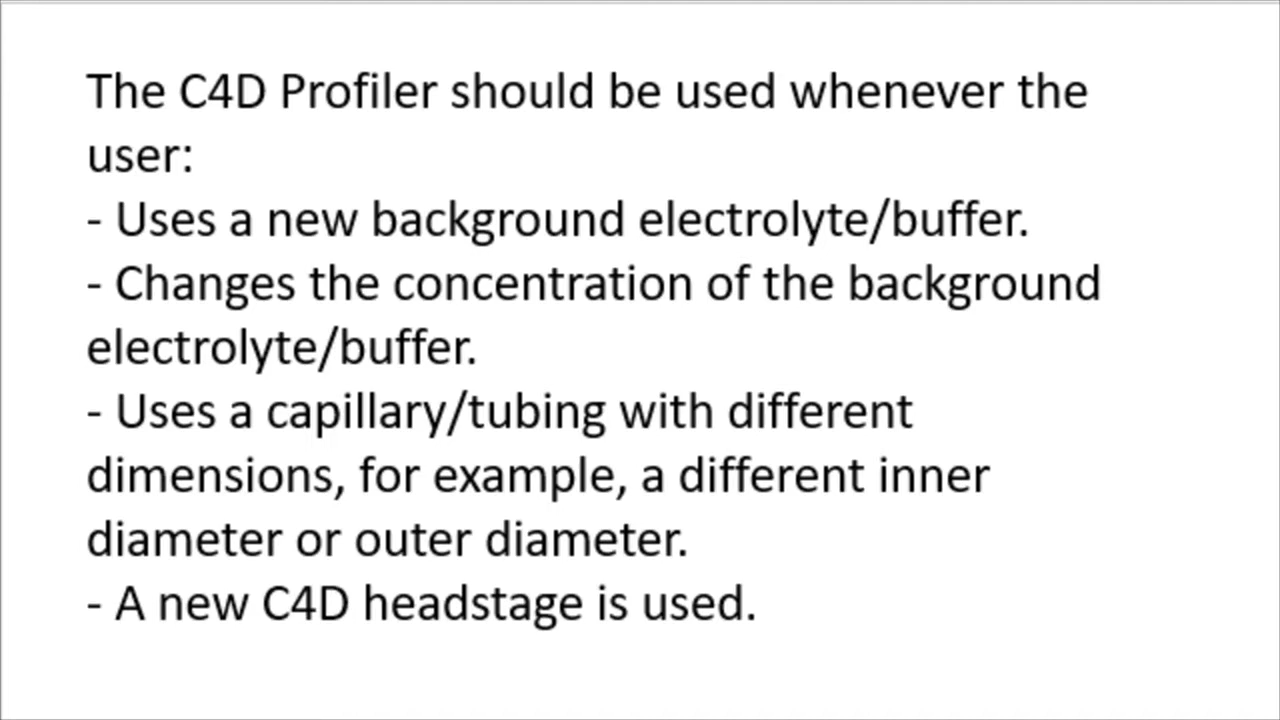 The C4D Profiler should be used whenever the
user:
- Uses a new background electrolyte/buffer.
- Changes the concentration of the background
electrolyte/buffer.
- Uses a capillary/tubing with different
dimensions, for example, a different inner
diameter or outer diameter.
- A new C4D headstage is used.